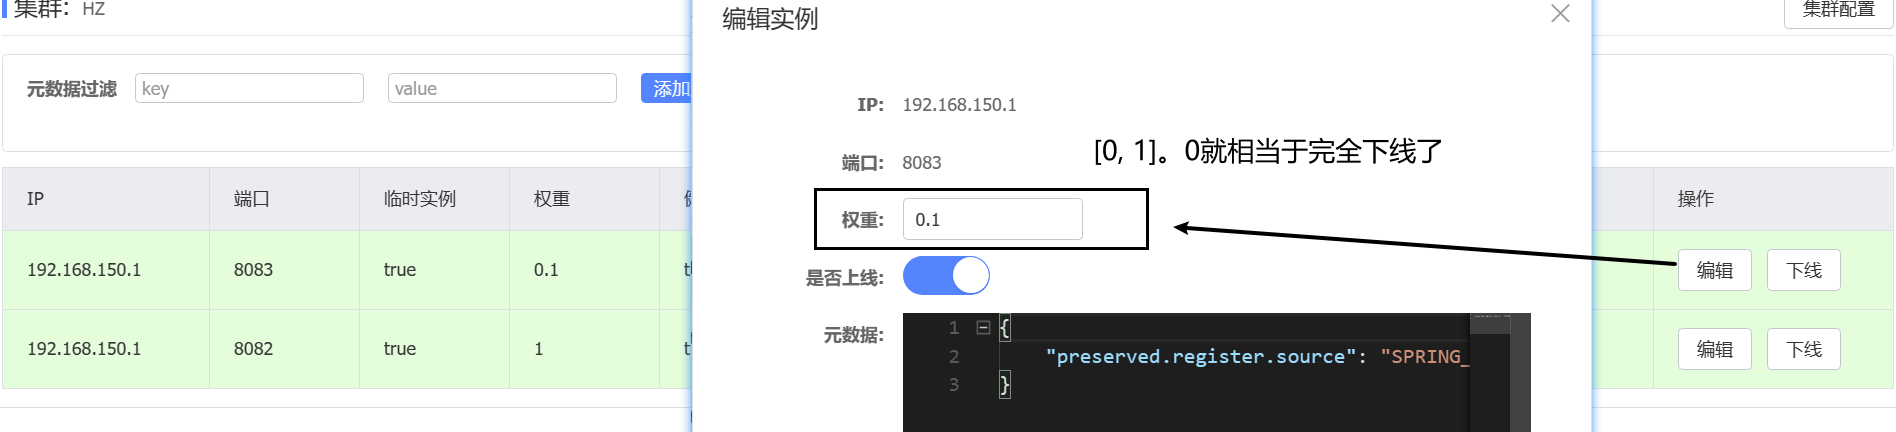 集群: HZ
集群配置
元数据过滤 key value 添加
IP 端口 临时实例 权重 操作
192.168.150.1 8083 true 0.1 编辑 下线
192.168.150.1 8082 true 1 编辑 下线
编辑实例
IP: 192.168.150.1
端口: 8083
[0, 1]。0就相当于完全下线了
权重: 0.1
是否上线:
元数据:
1 {
2 "preserved.register.source": "SPRING_
3 }